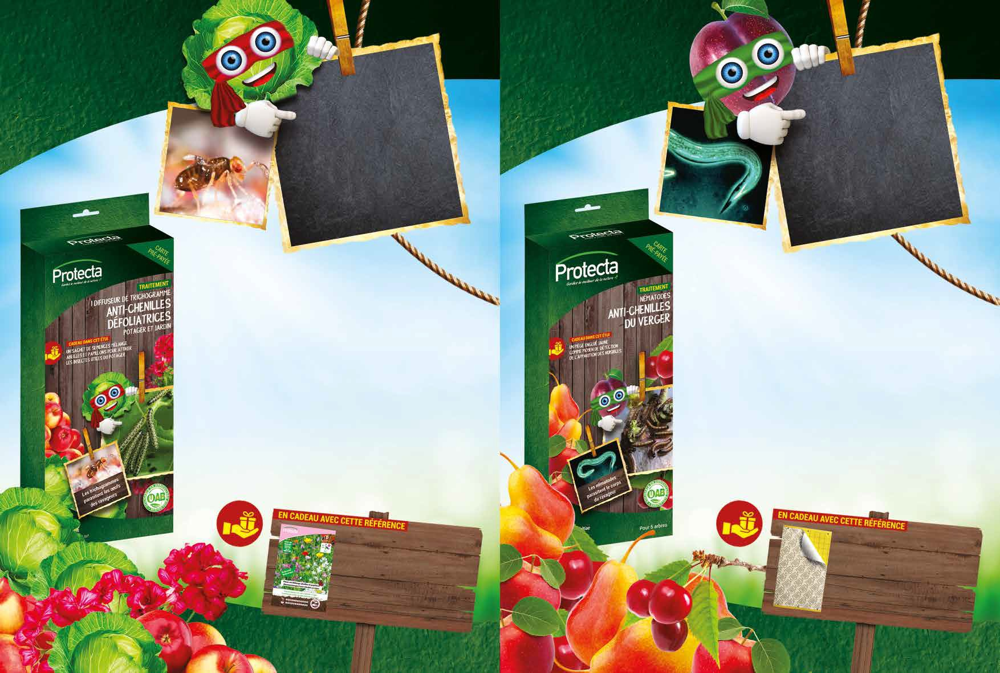 Protecta
CARTE
PRÉ-PAYÉE
Protecta
Gardez le meilleur de la nature
TRAITEMENT
1 DIFFUSEUR DE TRICHOGRAMME
ANTI-CHENILLES
DÉFOLIATRICES
POTAGER ET JARDIN
CADEAU DANS CET ÉTUI
UN SACHET DE SEMENCES MÉLANGE
ABEILLES ET PAPILLONS POUR ATTIRER
LES INSECTES UTILES DU POTAGER
Les trichogrammes
parasitent les œufs
des ravageurs
AB
m²
EN CADEAU AVEC CETTE RÉFÉRENCE
Protecta
Protecta
CARTE
PRÉ-PAYÉE
Protecta
Gardez le meilleur de la nature
TRAITEMENT
NÉMATODES
ANTI-CHENILLES
DU VERGER
CADEAU DANS CET ÉTUI
UN PIÈGE ENGLUÉ JAUNE
COMME MOYEN DE DÉTECTION
DE L'APPARITION DES NUISIBLES
Les nématodes
parasitent le corps
du ravageur
AB
ltiae
Pour 5 arbres
EN CADEAU AVEC CETTE RÉFÉRENCE